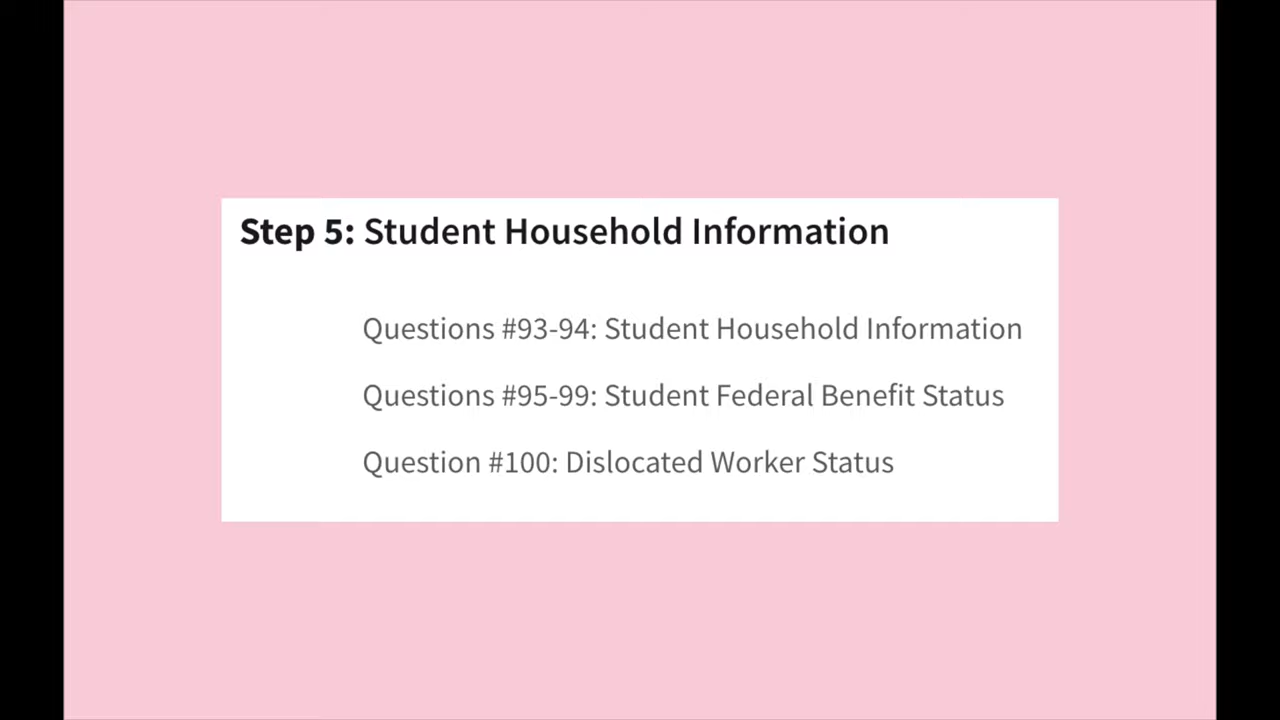 Step 5: Student Household Information
Questions #93-94: Student Household Information
Questions #95-99: Student Federal Benefit Status
Question #100: Dislocated Worker Status